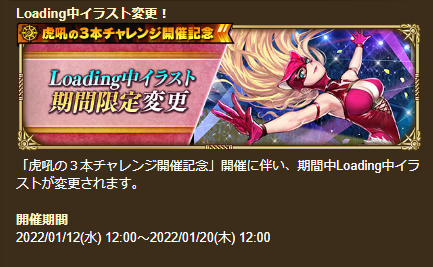 Loading中イラスト変更！
虎吼の３本チャレンジ開催記念
Loading中イラスト
期間限定変更
「虎吼の３本チャレンジ開催記念」開催に伴い、期間中Loading中イラ
ストが変更されます。
開催期間
2022/01/12(水) 12:00～2022/01/20(木) 12:00